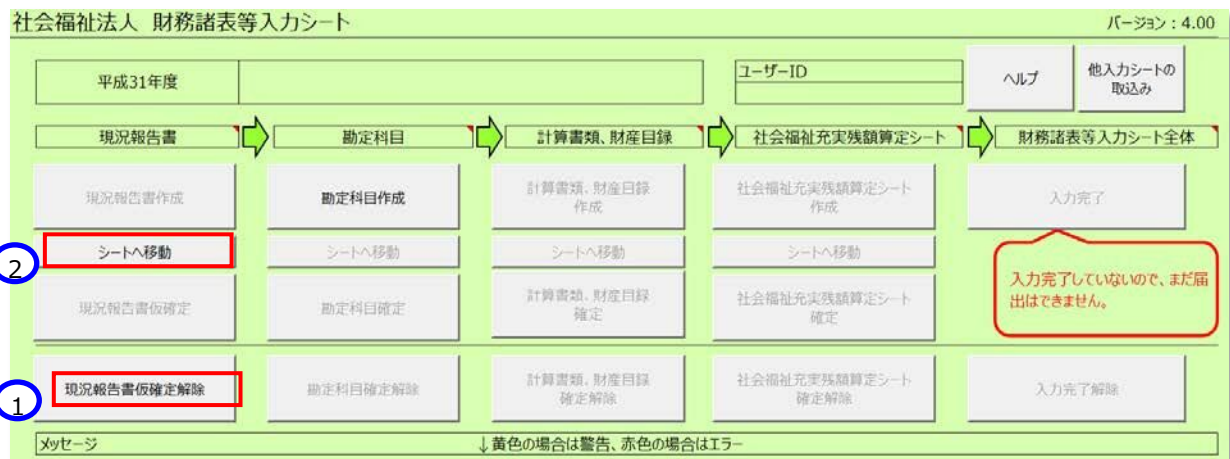 社会福祉法人 財務諸表等入力シート
バージョン：4.00
平成31年度
ユーザーID
ヘルプ
他入力シートの
取込み
現況報告書
勘定科目
計算書類、財産目録
社会福祉充実残額算定シート
財務諸表等入力シート全体
現況報告書作成
勘定科目作成
計算書類、財産目録
作成
社会福祉充実残額算定シート
作成
入力完了
2
シートへ移動
シートへ移動
シートへ移動
シートへ移動
入力完了していないので、まだ届
出はできません。
現況報告書仮確定
勘定科目確定
計算書類、財産目録
確定
社会福祉充実残額算定シート
確定
1
現況報告書仮確定解除
勘定科目確定解除
計算書類、財産目録
確定解除
社会福祉充実残額算定シート
確定解除
入力完了解除
メッセージ
↓黄色の場合は警告、赤色の場合はエラー